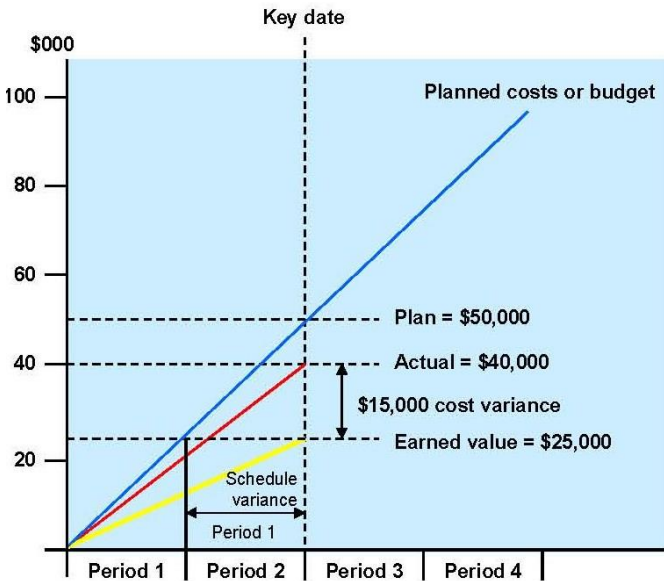 Key date
$000
100
Planned costs or budget
80
60
Plan = $50,000
40
Actual = $40,000
$15,000 cost variance
Earned value = $25,000
20
Schedule
variance
Period 1
Period 1
Period 2
Period 3
Period 4